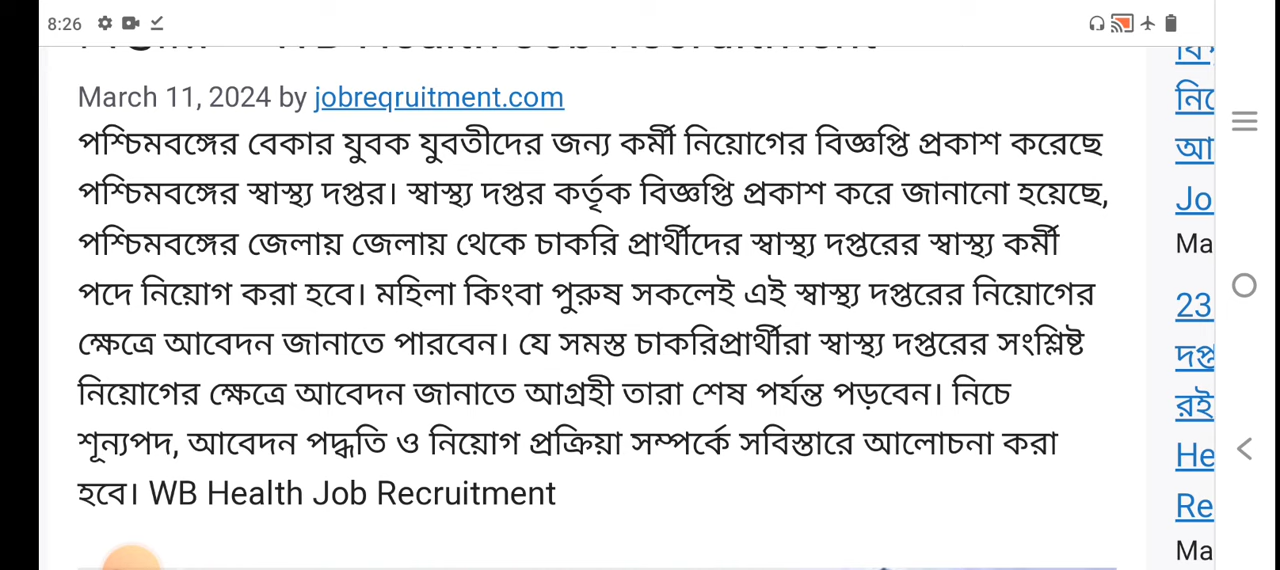 8:26
March 11, 2024 by jobreqruitment.com
পশ্চিমবঙ্গের বেকার যুবক যুবতীদের জন্য কর্মী নিয়োগের বিজ্ঞপ্তি প্রকাশ করেছে
পশ্চিমবঙ্গের স্বাস্থ্য দপ্তর। স্বাস্থ্য দপ্তর কর্তৃক বিজ্ঞপ্তি প্রকাশ করে জানানো হয়েছে,
পশ্চিমবঙ্গের জেলায় জেলায় থেকে চাকরি প্রার্থীদের স্বাস্থ্য দপ্তরের স্বাস্থ্য কর্মী
পদে নিয়োগ করা হবে। মহিলা কিংবা পুরুষ সকলেই এই স্বাস্থ্য দপ্তরের নিয়োগের
ক্ষেত্রে আবেদন জানাতে পারবেন। যে সমস্ত চাকরিপ্রার্থীরা স্বাস্থ্য দপ্তরের সংশ্লিষ্ট
নিয়োগের ক্ষেত্রে আবেদন জানাতে আগ্রহী তারা শেষ পর্যন্ত পড়বেন। নিচে
শূন্যপদ, আবেদন পদ্ধতি ও নিয়োগ প্রক্রিয়া সম্পর্কে সবিস্তারে আলোচনা করা
হবে। WB Health Job Recruitment
আ
Jo
Ma
23
দপ্ত
রই
He
Re
Ma